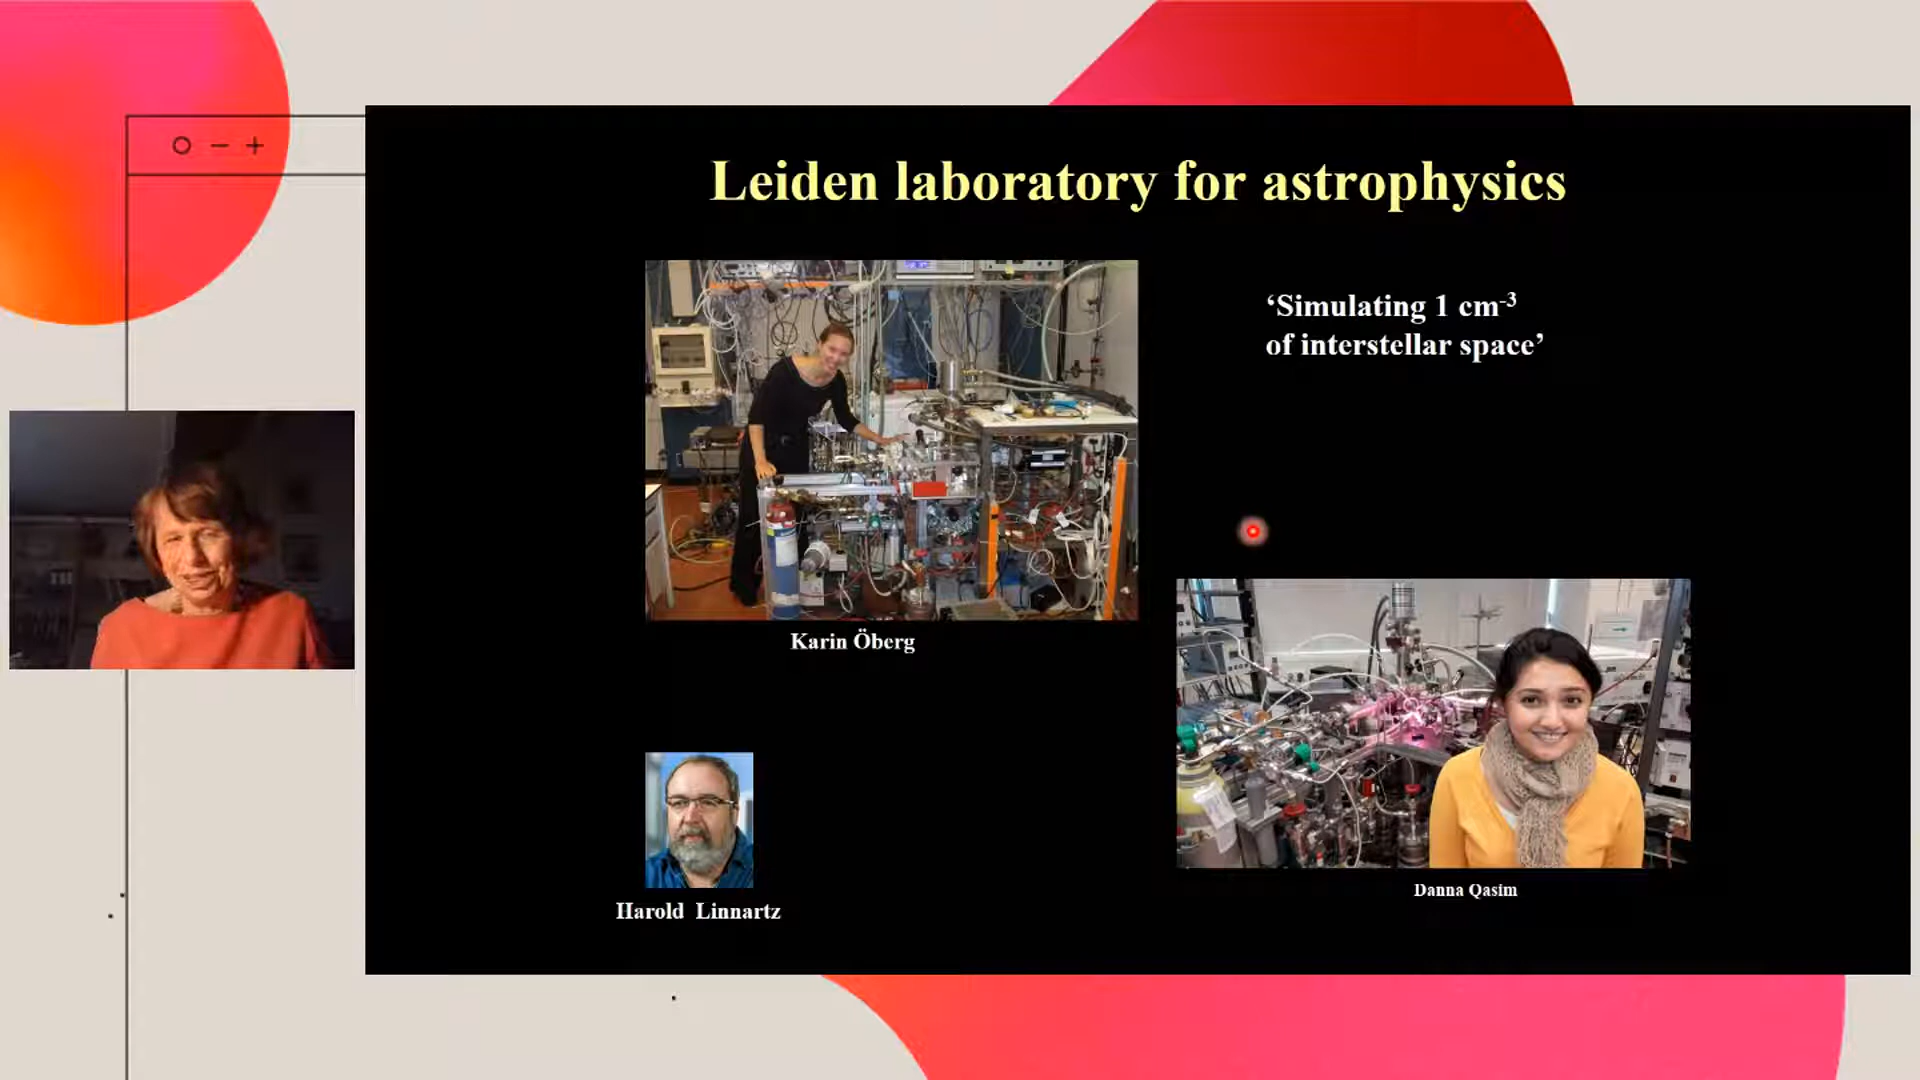 Leiden laboratory for astrophysics
‘Simulating 1 cm-3
of interstellar space’
Karin Öberg
Danna Qasim
Harold Linnartz